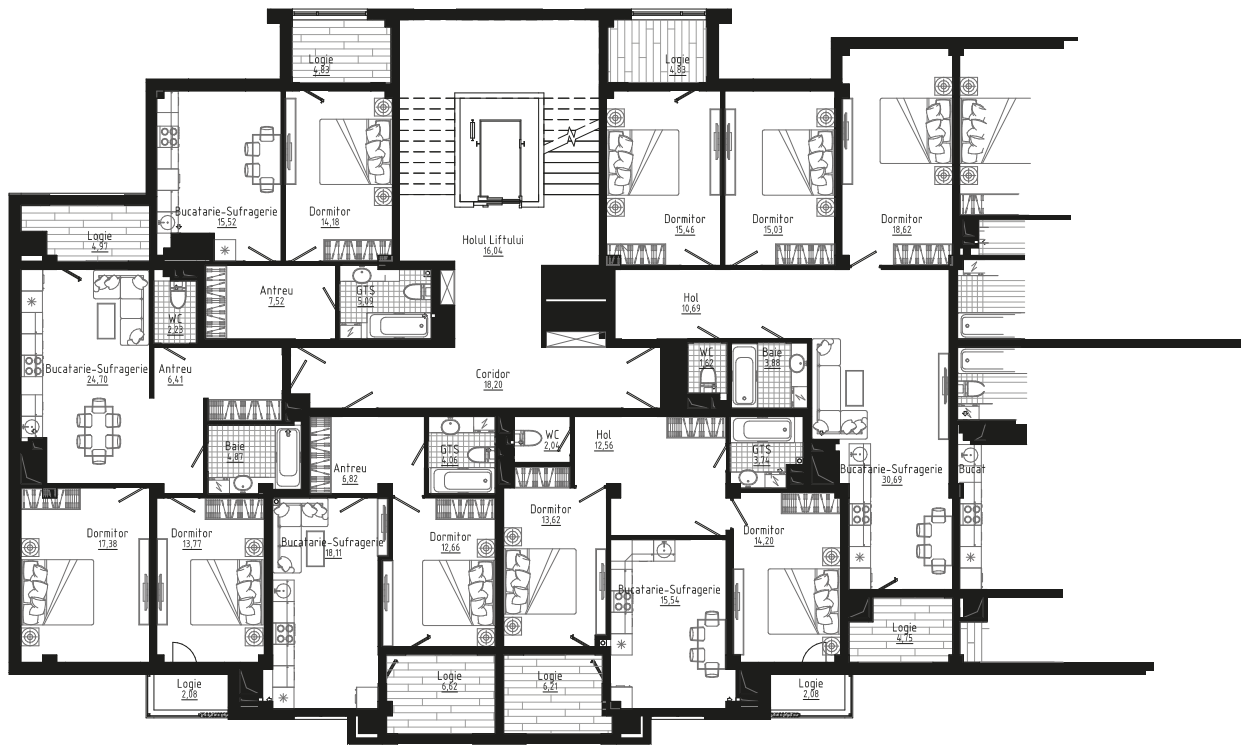 Logie
4,83
Logie
4,83
Bucatarie-Sufragerie
15,52
Dormitor
14,18
Dormitor
15,46
Dormitor
15,03
Dormitor
18,62
Logie
4,97
Holul Liftului
16,04
Antreu
7,52
GTS
5,09
Hol
10,69
WC
2,23
Bucatarie-Sufragerie
24,70
Antreu
6,41
Coridor
18,20
WC
1,62
Baie
3,88
Baie
4,87
Antreu
6,82
GTS
4,06
WC
2,04
Hol
12,56
GTS
3,74
Bucatarie-Sufragerie
30,69
Bucat
Dormitor
17,38
Dormitor
13,77
Bucatarie-Sufragerie
18,11
Dormitor
12,66
Dormitor
13,62
Dormitor
14,20
Bucatarie-Sufragerie
15,54
Logie
4,75
Logie
2,08
Logie
6,62
Logie
6,21
Logie
2,08